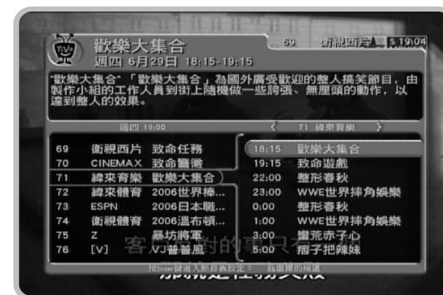 TiVo
歡樂大集合
69 衛視西片
週四 6月29日 18:15-19:15
"歡樂大集合"「歡樂大集合」為國外廣受歡迎的整人搞笑節目，由
製作小組的工作人員到街上隨機做一些誇張、無厘頭的動作，以
達到整人的效果。
週四 19:00
69 衛視西片 致命任務
70 CINEMAX 致命醫徵
71 緯來育樂 歡樂大集合
72 緯來體育 2006世界棒...
73 ESPN 2006日本職...
74 衛視體育 2006溫布頓...
75 Z 暴坊將軍
76 [V] VJ普普風
71 緯來育樂
18:15 歡樂大集合
19:15 致命遊戲
22:00 整形春秋
23:00 WWE世界摔角娛樂
0:00 整形春秋
1:00 WWE世界摔角娛樂
3:00 蠻荒赤子心
5:00 痞子把辣妹